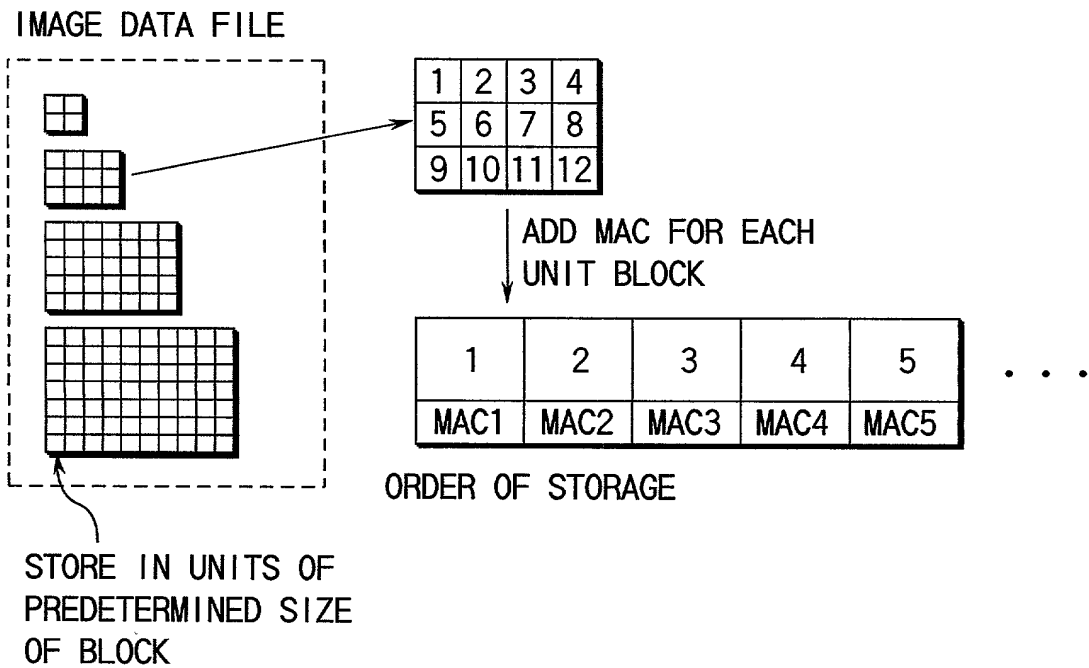 IMAGE DATA FILE
1 2 3 4
5 6 7 8
9 10 11 12
ADD MAC FOR EACH
UNIT BLOCK
1 2 3 4 5 . . .
MAC1 MAC2 MAC3 MAC4 MAC5
ORDER OF STORAGE
STORE IN UNITS OF
PREDETERMINED SIZE
OF BLOCK